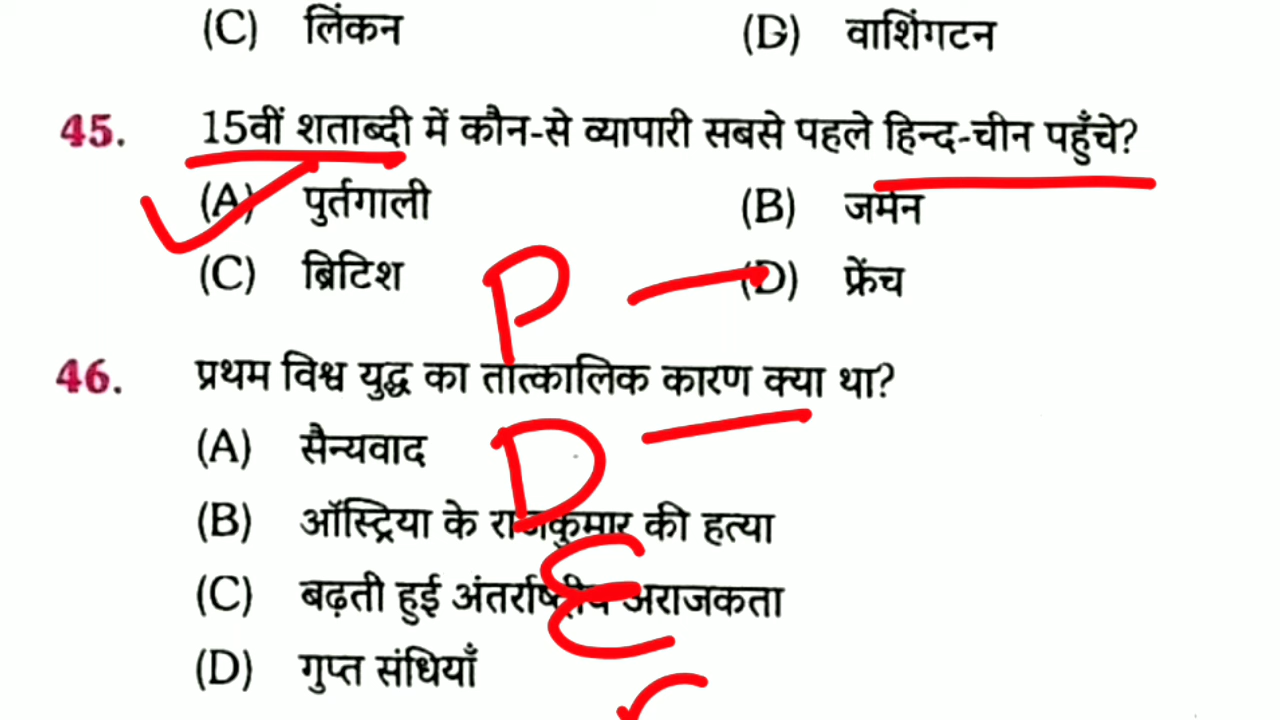 (C) लिंकन (D) वाशिंगटन
45. 15वीं शताब्दी में कौन-से व्यापारी सबसे पहले हिन्द-चीन पहुँचे?
(A) पुर्तगाली (B) जर्मन
(C) ब्रिटिश (D) फ्रेंच
P
46. प्रथम विश्व युद्ध का तात्कालिक कारण क्या था?
(A) सैन्यवाद
D
(B) ऑस्ट्रिया के राजकुमार की हत्या
E
(C) बढ़ती हुई अंतर्राष्ट्रीय अराजकता
(D) गुप्त संधियाँ